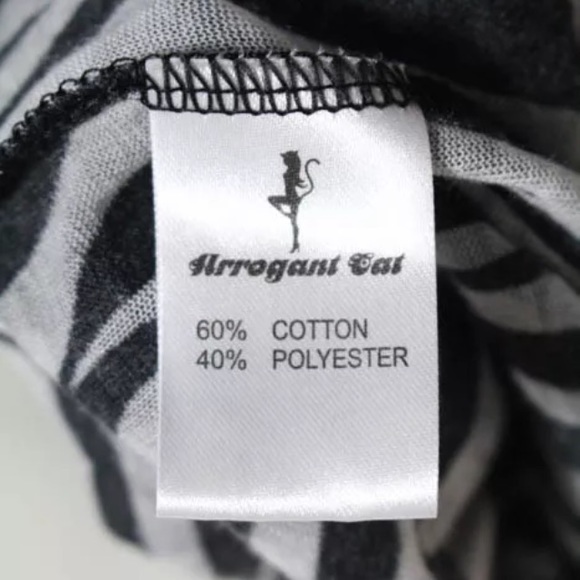 Arrogant Cat
60% COTTON
40% POLYESTER